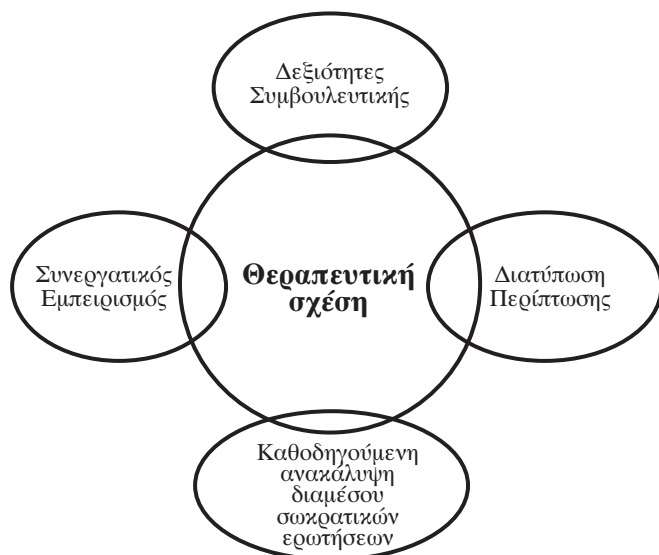 Δεξιότητες
Συμβουλευτικής
Συνεργατικός
Εμπειρισμός
Θεραπευτική
σχέση
Διατύπωση
Περίπτωσης
Καθοδηγούμενη
ανακάλυψη
διαμέσου
σωκρατικών
ερωτήσεων